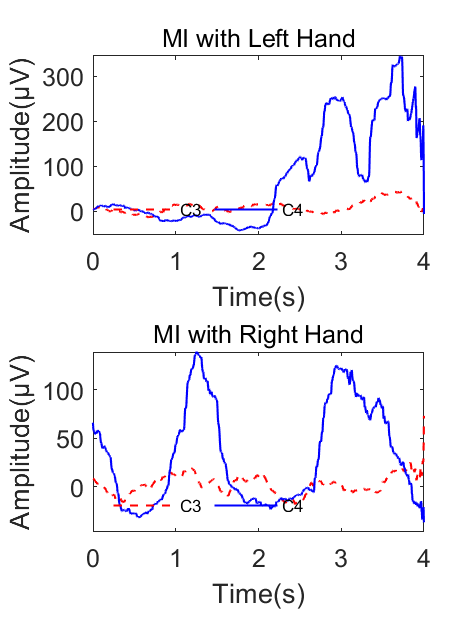 MI with Left Hand
Amplitude(μV)
300
200
100
0
C3 C4
0 1 2 3 4
Time(s)
MI with Right Hand
Amplitude(μV)
100
50
0
C3 C4
0 1 2 3 4
Time(s)